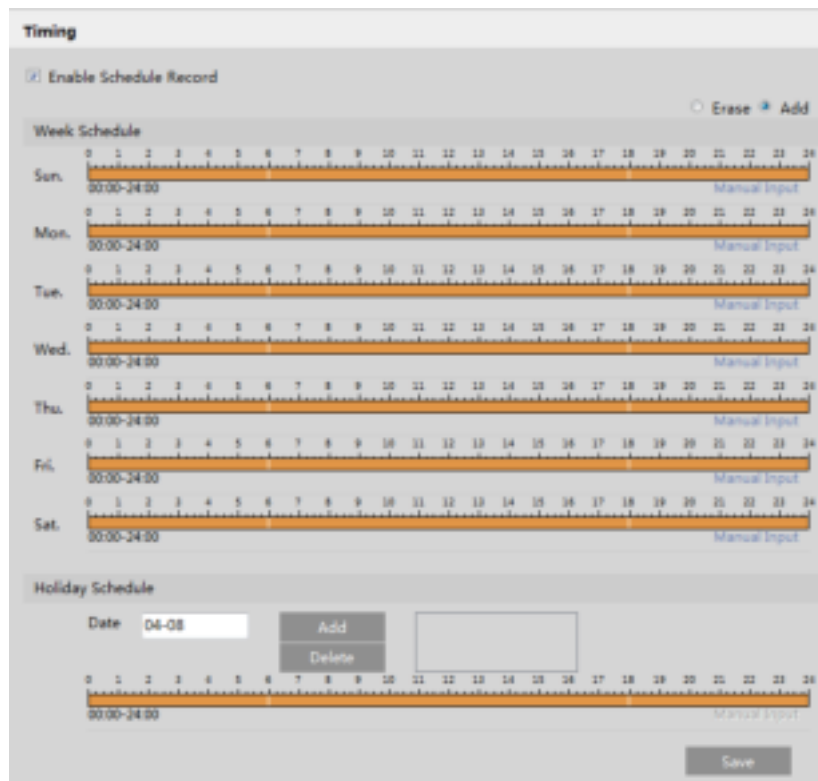 Timing
Enable Schedule Record
Erase Add
Week Schedule
0 1 2 3 4 5 6 7 8 9 10 11 12 13 14 15 16 17 18 19 20 21 22 23 24
Sun.
00:00-24:00 Manual Input
0 1 2 3 4 5 6 7 8 9 10 11 12 13 14 15 16 17 18 19 20 21 22 23 24
Mon.
00:00-24:00 Manual Input
0 1 2 3 4 5 6 7 8 9 10 11 12 13 14 15 16 17 18 19 20 21 22 23 24
Tue.
00:00-24:00 Manual Input
0 1 2 3 4 5 6 7 8 9 10 11 12 13 14 15 16 17 18 19 20 21 22 23 24
Wed.
00:00-24:00 Manual Input
0 1 2 3 4 5 6 7 8 9 10 11 12 13 14 15 16 17 18 19 20 21 22 23 24
Thu.
00:00-24:00 Manual Input
0 1 2 3 4 5 6 7 8 9 10 11 12 13 14 15 16 17 18 19 20 21 22 23 24
Fri.
00:00-24:00 Manual Input
0 1 2 3 4 5 6 7 8 9 10 11 12 13 14 15 16 17 18 19 20 21 22 23 24
Sat.
00:00-24:00 Manual Input
Holiday Schedule
Date 04-08 Add
Delete
0 1 2 3 4 5 6 7 8 9 10 11 12 13 14 15 16 17 18 19 20 21 22 23 24
00:00-24:00 Manual Input
Save